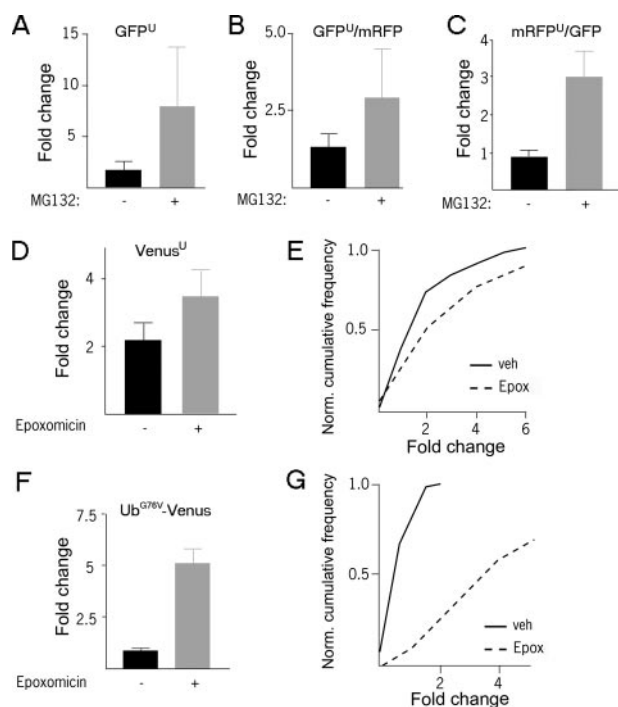 A
GFPᵁ
Fold change
15
10
5
MG132:
-
+
B
GFPᵁ/mRFP
Fold change
5.0
2.5
MG132:
-
+
C
mRFPᵁ/GFP
Fold change
4
3
2
1
MG132:
-
+
D
Venusᵁ
Fold change
4
2
Epoxomicin
-
+
E
Norm. cumulative frequency
1.0
0.5
veh
Epox
2
4
6
Fold change
F
Ubᴳ⁷⁶ⱽ-Venus
Fold change
7.5
5
2.5
Epoxomicin
-
+
G
Norm. cumulative frequency
1.0
0.5
veh
Epox
2
4
Fold change